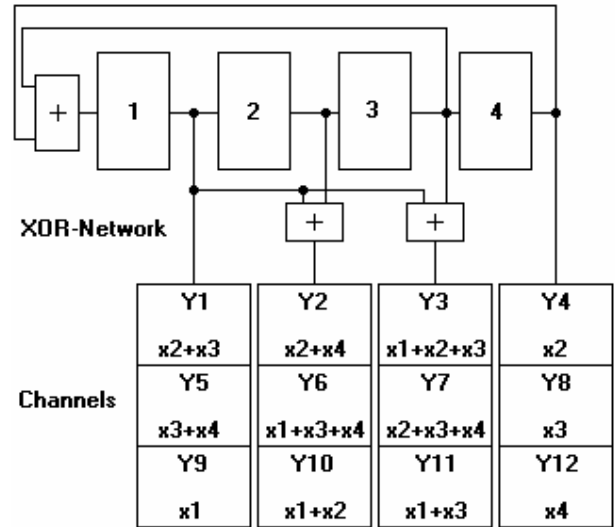 + 1 2 3 4
XOR-Network + +
Y1 Y2 Y3 Y4
x2+x3 x2+x4 x1+x2+x3 x2
Channels
Y5 Y6 Y7 Y8
x3+x4 x1+x3+x4 x2+x3+x4 x3
Y9 Y10 Y11 Y12
x1 x1+x2 x1+x3 x4